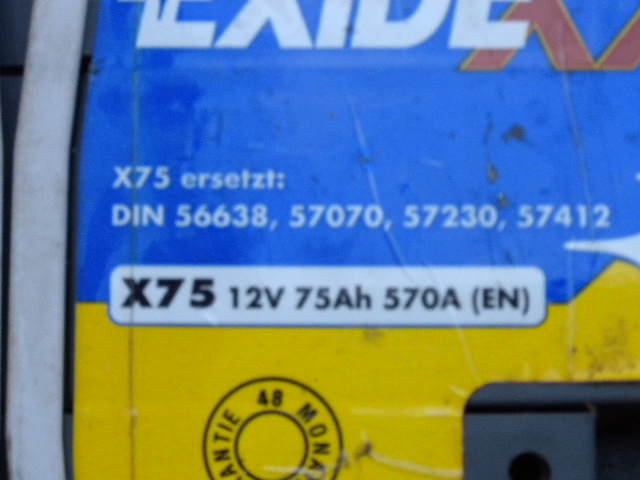 EXIDE
X75 ersetzt:
DIN 56638, 57070, 57230, 57412
X75 12V 75Ah 570A (EN)
48 MONA
ANTIE